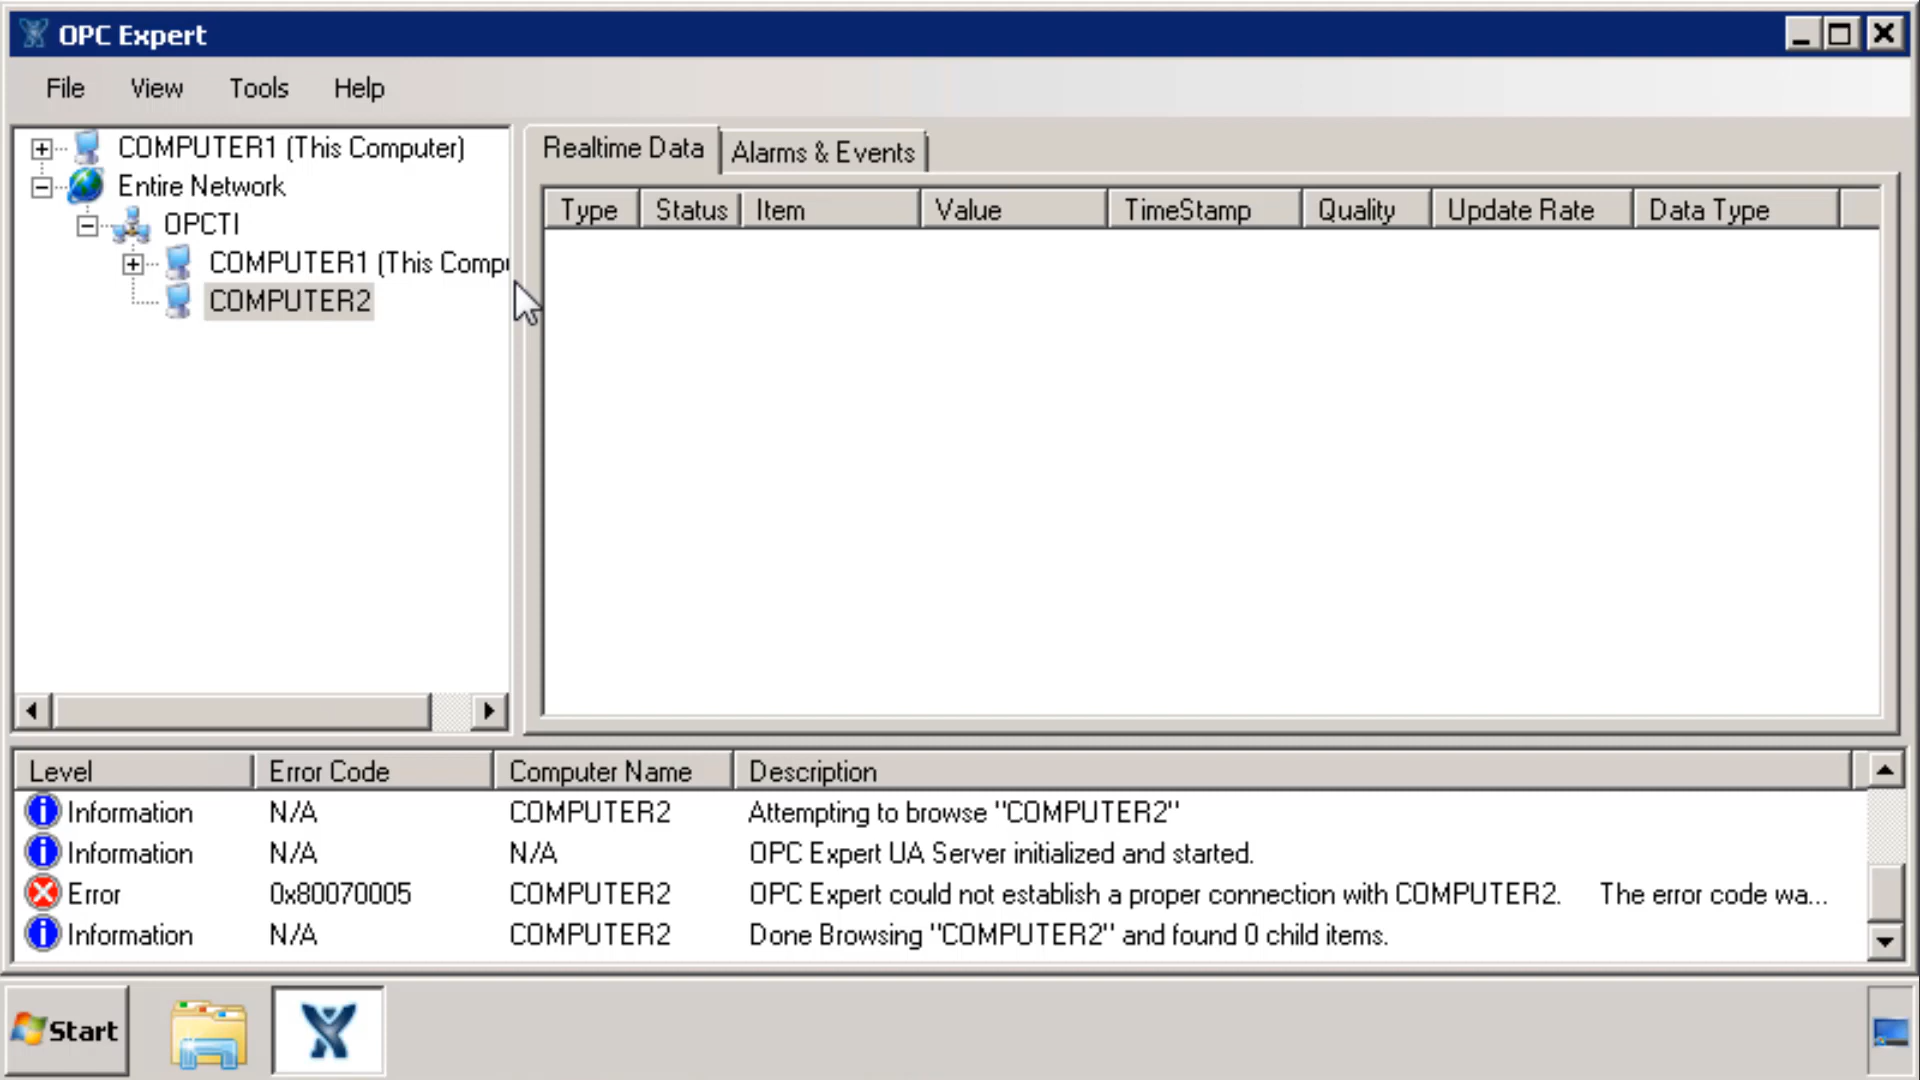 OPC Expert
File View Tools Help
COMPUTER1 (This Computer)
Entire Network
OPCTI
COMPUTER1 (This Compu
COMPUTER2
Realtime Data Alarms & Events
Type Status Item Value TimeStamp Quality Update Rate Data Type
Level Error Code Computer Name Description
Information N/A COMPUTER2 Attempting to browse "COMPUTER2"
Information N/A N/A OPC Expert UA Server initialized and started.
Error 0x80070005 COMPUTER2 OPC Expert could not establish a proper connection with COMPUTER2. The error code wa...
Information N/A COMPUTER2 Done Browsing "COMPUTER2" and found 0 child items.
Start